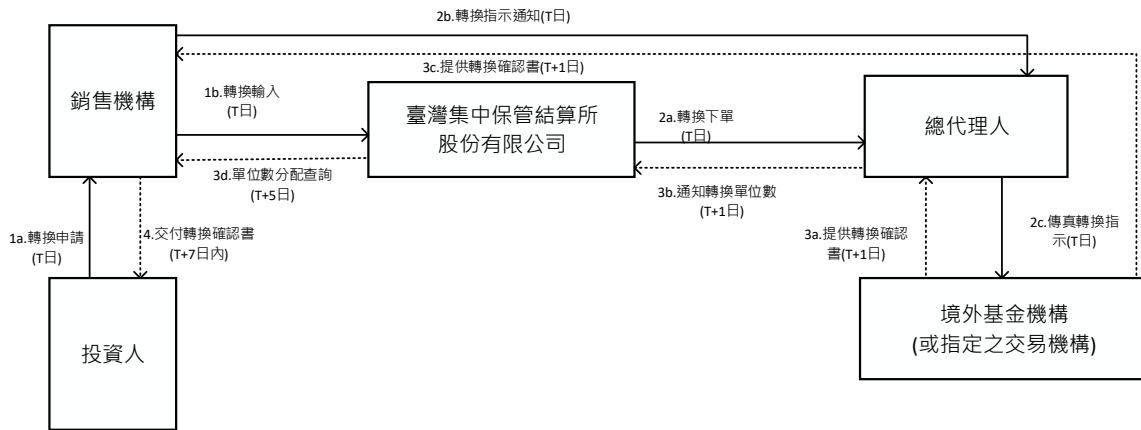 2b.轉換指示通知(T日)
3c.提供轉換確認書(T+1日)
銷售機構
1b.轉換輸入
(T日)
臺灣集中保管結算所
股份有限公司
2a.轉換下單
(T日)
總代理人
3d.單位數分配查詢
(T+5日)
3b.通知轉換單位數
(T+1日)
1a.轉換申請
(T日)
4.交付轉換確認書
(T+7日內)
3a.提供轉換確認
書(T+1日)
2c.傳真轉換指
示(T日)
投資人
境外基金機構
(或指定之交易機構)